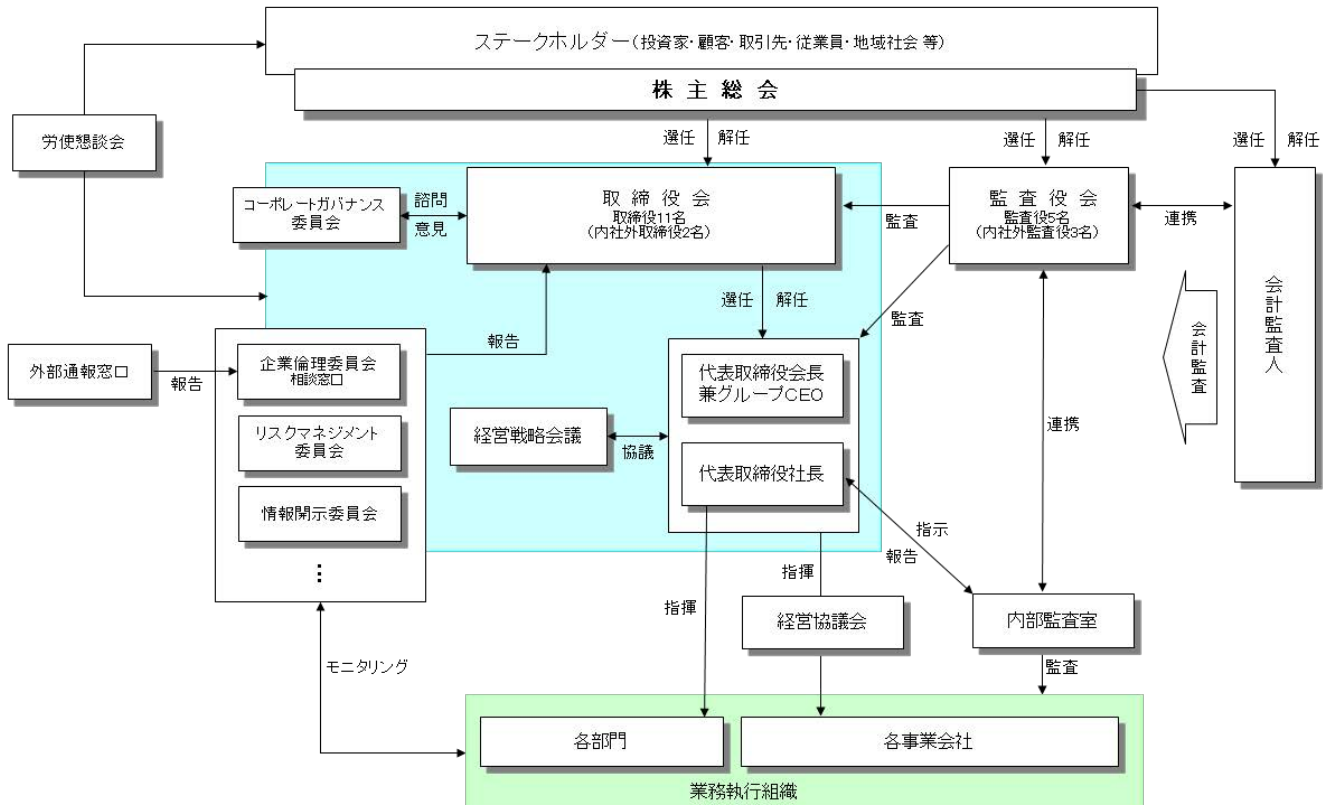 ステークホルダー(投資家・顧客・取引先・従業員・地域社会 等)
株主総会
労使懇談会
選任 解任
選任 解任
選任 解任
コーポレートガバナンス
委員会
諮問
意見
取締役会
取締役11名
(内社外取締役2名)
監査
監査役会
監査役5名
(内社外監査役3名)
連携
会計監査人
選任 解任
監査
会計監査
外部通報窓口
報告
企業倫理委員会
相談窓口
報告
リスクマネジメント
委員会
情報開示委員会
⋮
経営戦略会議
協議
代表取締役会長
兼グループCEO
代表取締役社長
連携
指示
報告
指揮
指揮
経営協議会
内部監査室
モニタリング
監査
各部門
各事業会社
業務執行組織